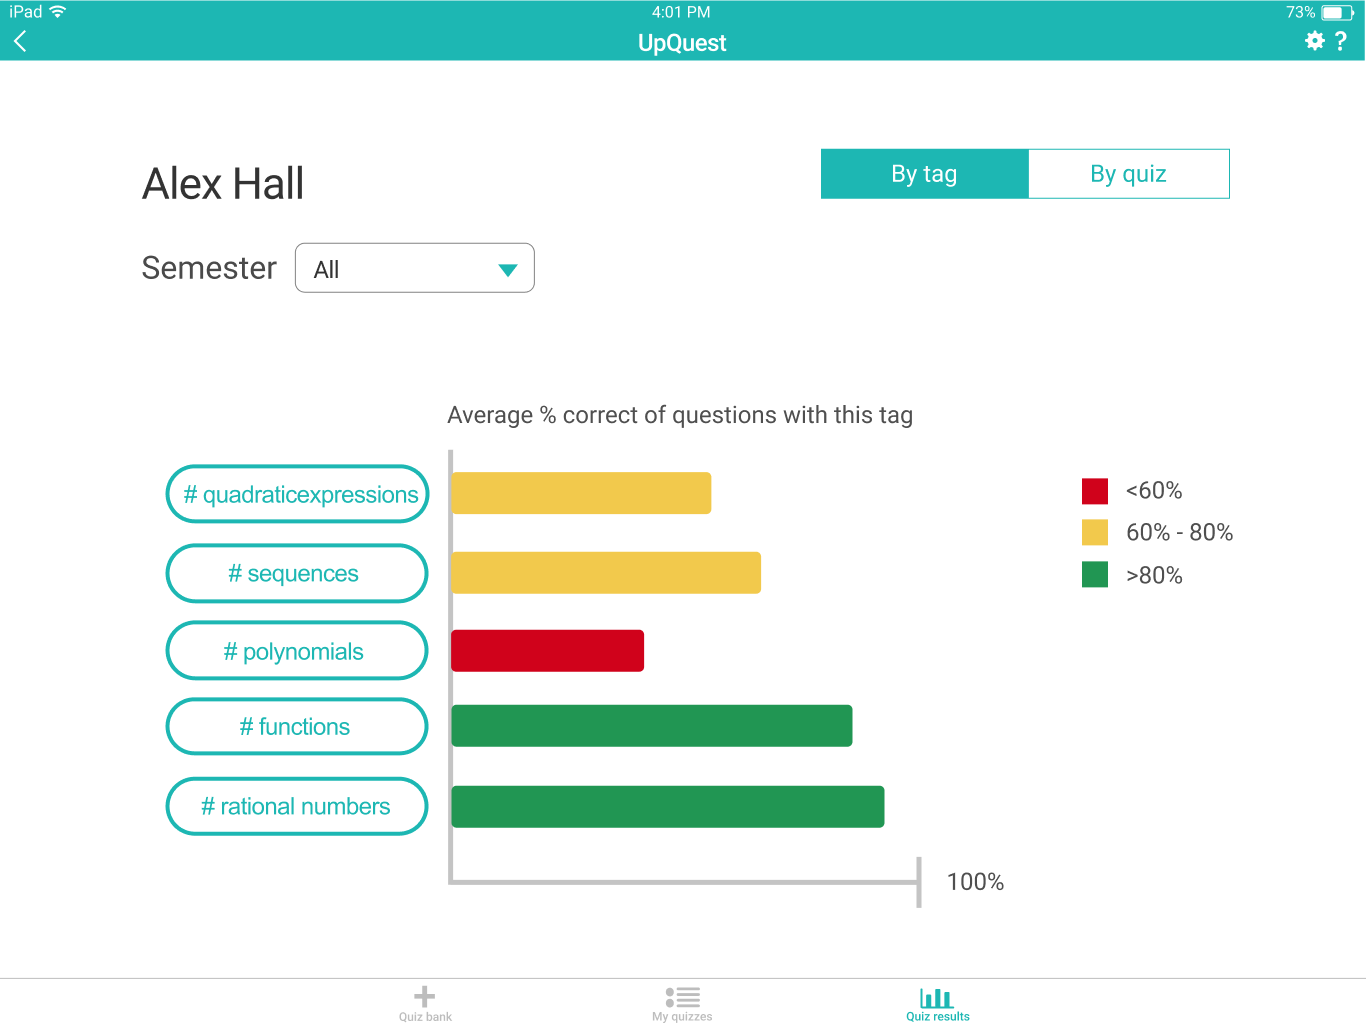 iPad 4:01 PM 73%
UpQuest ?
Alex Hall
By tag By quiz
Semester All
Average % correct of questions with this tag
# quadraticexpressions
# sequences
# polynomials
# functions
# rational numbers
<60%
60% - 80%
>80%
100%
Quiz bank My quizzes Quiz results